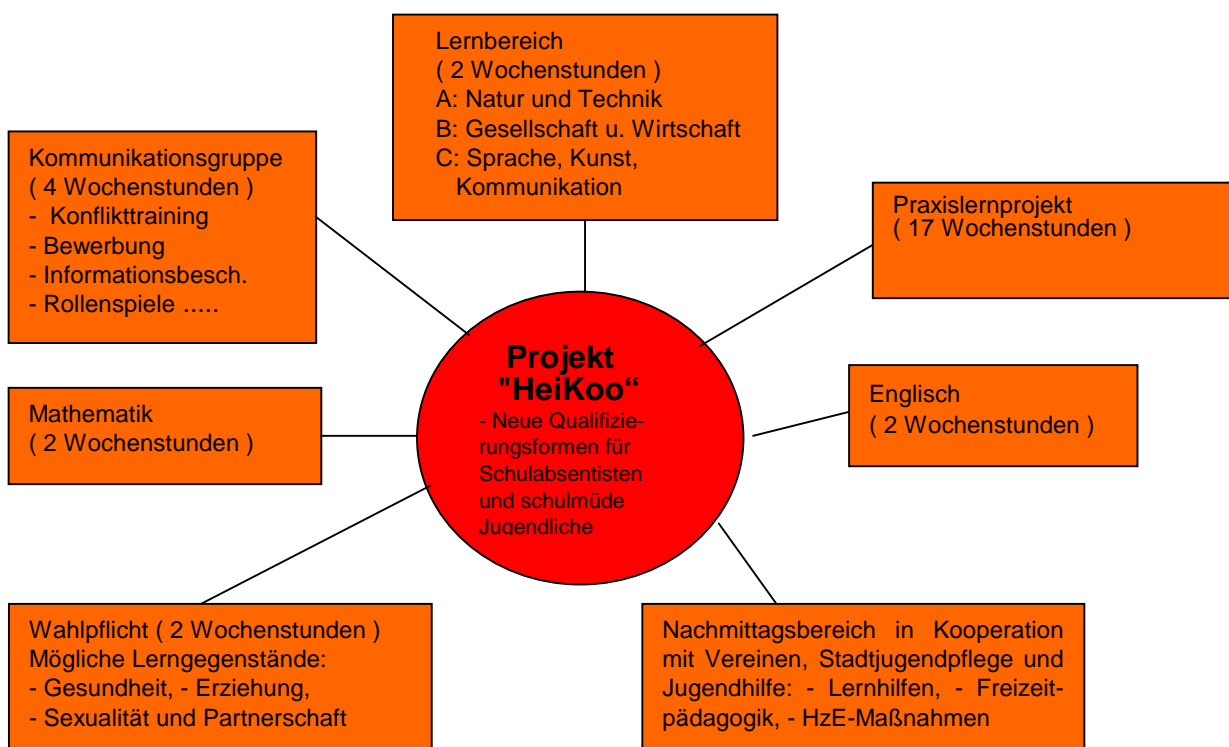 Lernbereich
( 2 Wochenstunden )
A: Natur und Technik
B: Gesellschaft u. Wirtschaft
C: Sprache, Kunst,
Kommunikation
Kommunikationsgruppe
( 4 Wochenstunden )
- Konflikttraining
- Bewerbung
- Informationsbesch.
- Rollenspiele .....
Praxislernprojekt
( 17 Wochenstunden )
Projekt
"HeiKoo“
- Neue Qualifizie-
rungsformen für
Schulabsentisten
und schulmüde
Jugendliche
Mathematik
( 2 Wochenstunden )
Englisch
( 2 Wochenstunden )
Wahlpflicht ( 2 Wochenstunden )
Mögliche Lerngegenstände:
- Gesundheit, - Erziehung,
- Sexualität und Partnerschaft
Nachmittagsbereich in Kooperation
mit Vereinen, Stadtjugendpflege und
Jugendhilfe: - Lernhilfen, - Freizeit-
pädagogik, - HzE-Maßnahmen